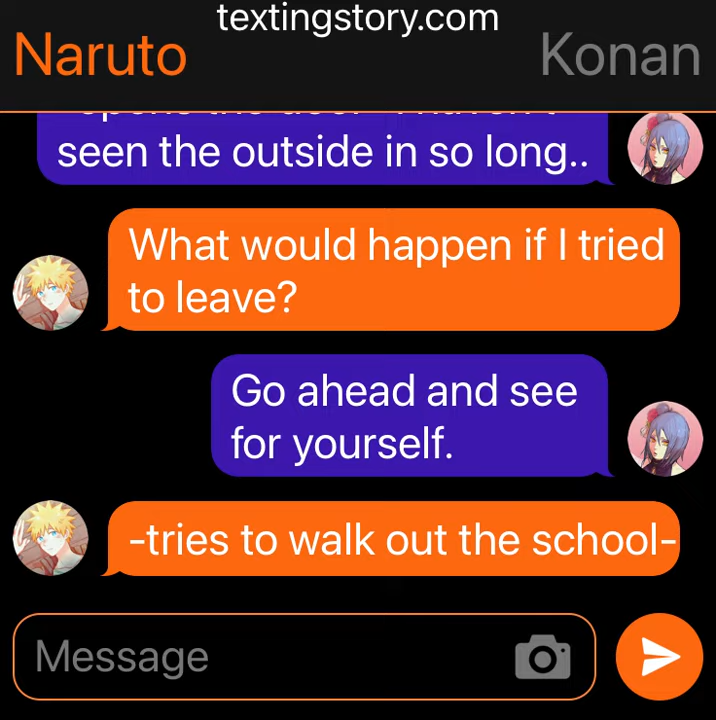 textingstory.com
Naruto
Konan
seen the outside in so long..
What would happen if I tried
to leave?
Go ahead and see
for yourself.
-tries to walk out the school-
Message